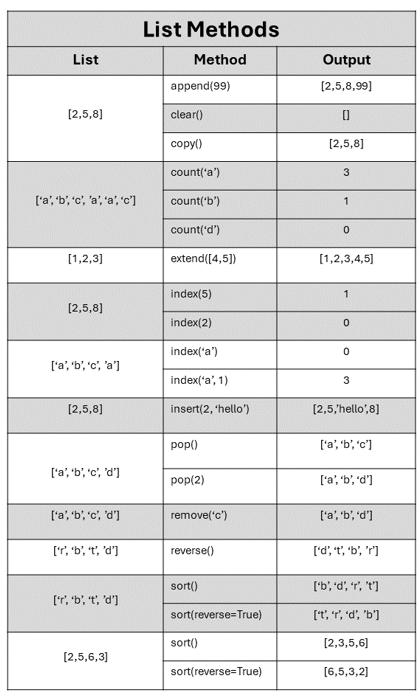 List Methods
List Method Output
[2,5,8] append(99) [2,5,8,99]
clear() []
copy() [2,5,8]
[‘a’, ‘b’, ‘c’, ’a’, ‘a’, ‘c’] count(‘a’) 3
count(‘b’) 1
count(‘d’) 0
[1,2,3] extend([4,5]) [1,2,3,4,5]
[2,5,8] index(5) 1
index(2) 0
[‘a’, ‘b’, ‘c’, ’a’] index(‘a’) 0
index(‘a’, 1) 3
[2,5,8] insert(2, ‘hello’) [2,5,’hello’,8]
[‘a’, ‘b’, ‘c’, ’d’] pop() [‘a’, ‘b’, ‘c’]
pop(2) [‘a’, ‘b’, ‘d’]
[‘a’, ‘b’, ‘c’, ’d’] remove(‘c’) [‘a’, ‘b’, ‘d’]
[‘r’, ‘b’, ‘t’, ’d’] reverse() [‘d’, ‘t’, ‘b’, ’r’]
[‘r’, ‘b’, ‘t’, ’d’] sort() [‘b’, ‘d’, ‘r’, ’t’]
sort(reverse=True) [‘t’, ‘r’, ‘d’, ’b’]
[2,5,6,3] sort() [2,3,5,6]
sort(reverse=True) [6,5,3,2]